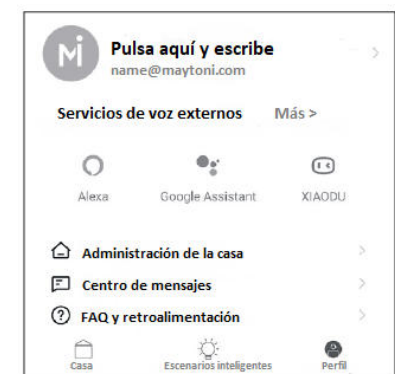 Mi
Pulsa aquí y escribe
name@maytoni.com
Servicios de voz externos Más >
Alexa Google Assistant XIAODU
Administración de la casa
Centro de mensajes
FAQ y retroalimentación
Casa Escenarios inteligentes Perfil